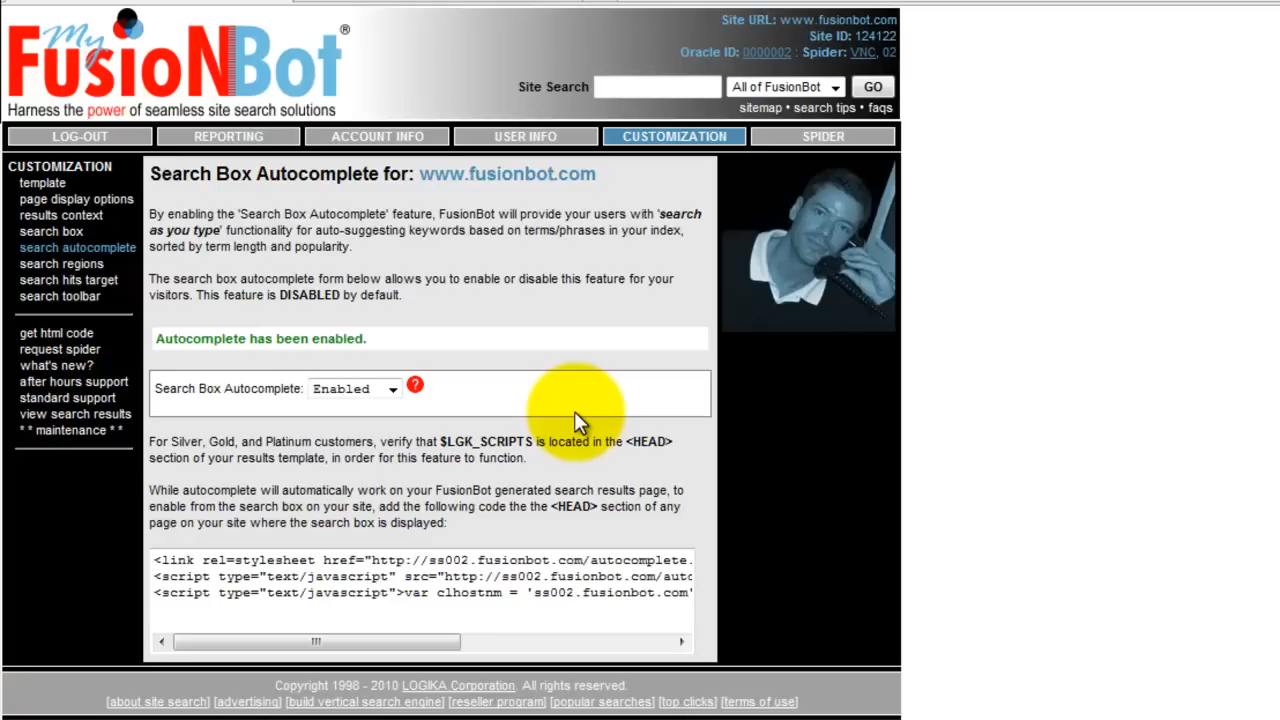 My
FusionBot®
Harness the power of seamless site search solutions
Site URL: www.fusionbot.com
Site ID: 124122
Oracle ID: 0000002 : Spider: VNC, 02
Site Search All of FusionBot GO
sitemap • search tips • faqs
LOG-OUT REPORTING ACCOUNT INFO USER INFO CUSTOMIZATION SPIDER
CUSTOMIZATION
template
page display options
results context
search box
search autocomplete
search regions
search hits target
search toolbar
get html code
request spider
what's new?
after hours support
standard support
view search results
* * maintenance * *
Search Box Autocomplete for: www.fusionbot.com
By enabling the 'Search Box Autocomplete' feature, FusionBot will provide your users with 'search
as you type' functionality for auto-suggesting keywords based on terms/phrases in your index,
sorted by term length and popularity.
The search box autocomplete form below allows you to enable or disable this feature for your
visitors. This feature is DISABLED by default.
Autocomplete has been enabled.
Search Box Autocomplete: Enabled ?
For Silver, Gold, and Platinum customers, verify that $LGK_SCRIPTS is located in the <HEAD>
section of your results template, in order for this feature to function.
While autocomplete will automatically work on your FusionBot generated search results page, to
enable from the search box on your site, add the following code the the <HEAD> section of any
page on your site where the search box is displayed:
<link rel=stylesheet href="http://ss002.fusionbot.com/autocomplete.
<script type="text/javascript" src="http://ss002.fusionbot.com/auto
<script type="text/javascript">var clhostnm = 'ss002.fusionbot.com'
Copyright 1998 - 2010 LOGIKA Corporation. All rights reserved.
[about site search] [advertising] [build vertical search engine] [reseller program] [popular searches] [top clicks] [terms of use]